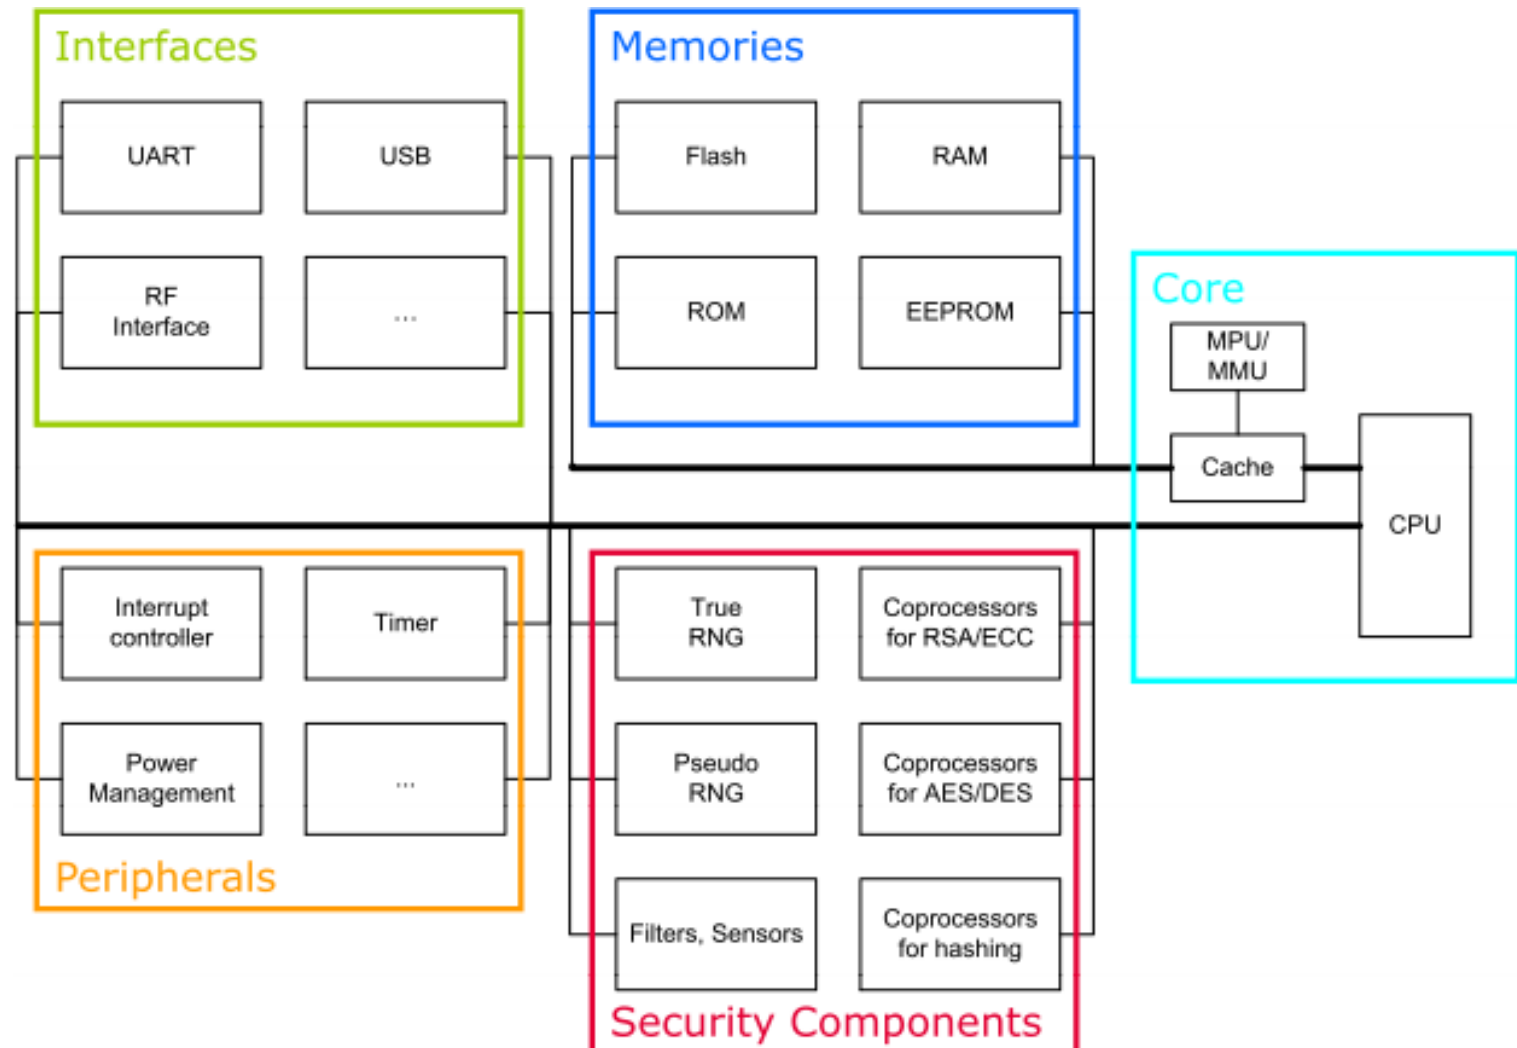 Interfaces
UART
USB
RF
Interface
...
Memories
Flash
RAM
ROM
EEPROM
Core
MPU/
MMU
Cache
CPU
Interrupt
controller
Timer
Power
Management
...
Peripherals
True
RNG
Coprocessors
for RSA/ECC
Pseudo
RNG
Coprocessors
for AES/DES
Filters, Sensors
Coprocessors
for hashing
Security Components